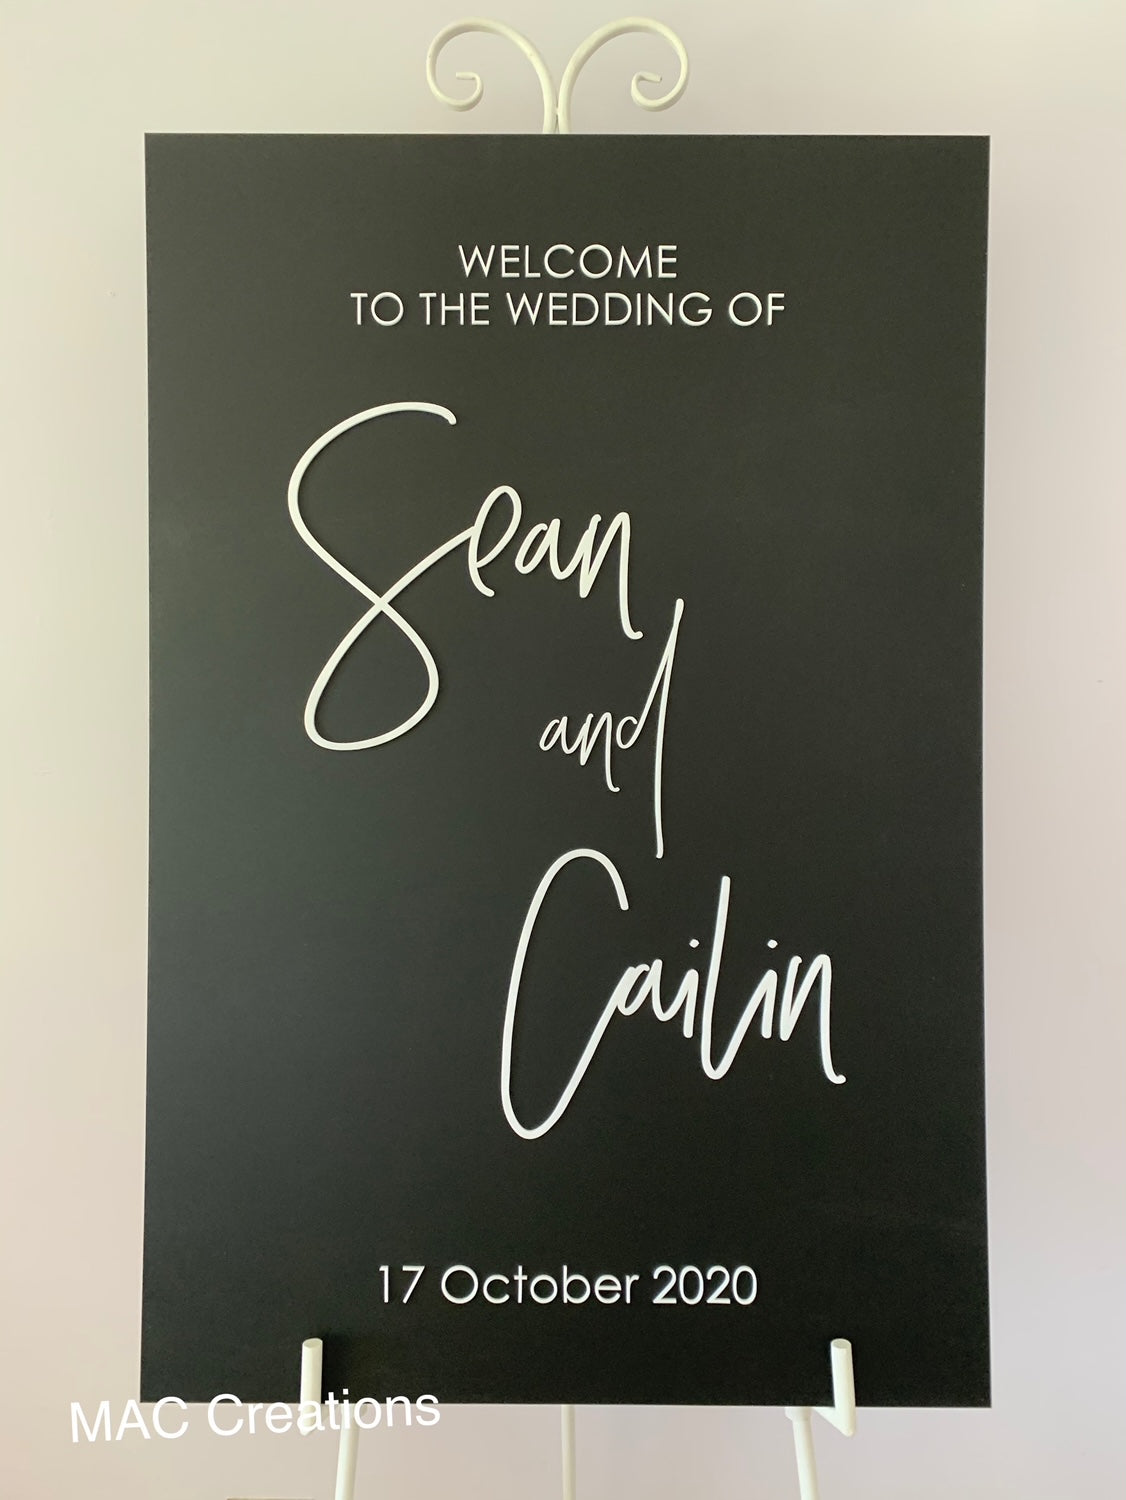 WELCOME
TO THE WEDDING OF
Sean
and
Cailin
17 October 2020
MAC Creations